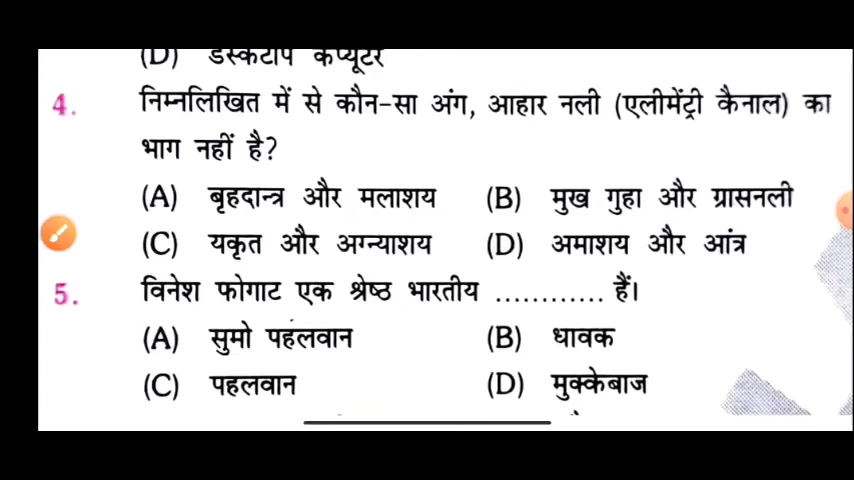 (D) डेस्कटॉप कंप्यूटर
4. निम्नलिखित में से कौन-सा अंग, आहार नली (एलीमेंट्री कैनाल) का
भाग नहीं है?
(A) बृहदान्त्र और मलाशय (B) मुख गुहा और ग्रासनली
(C) यकृत और अग्न्याशय (D) अमाशय और आंत्र
5. विनेश फोगाट एक श्रेष्ठ भारतीय ............ हैं।
(A) सुमो पहलवान (B) धावक
(C) पहलवान (D) मुक्केबाज